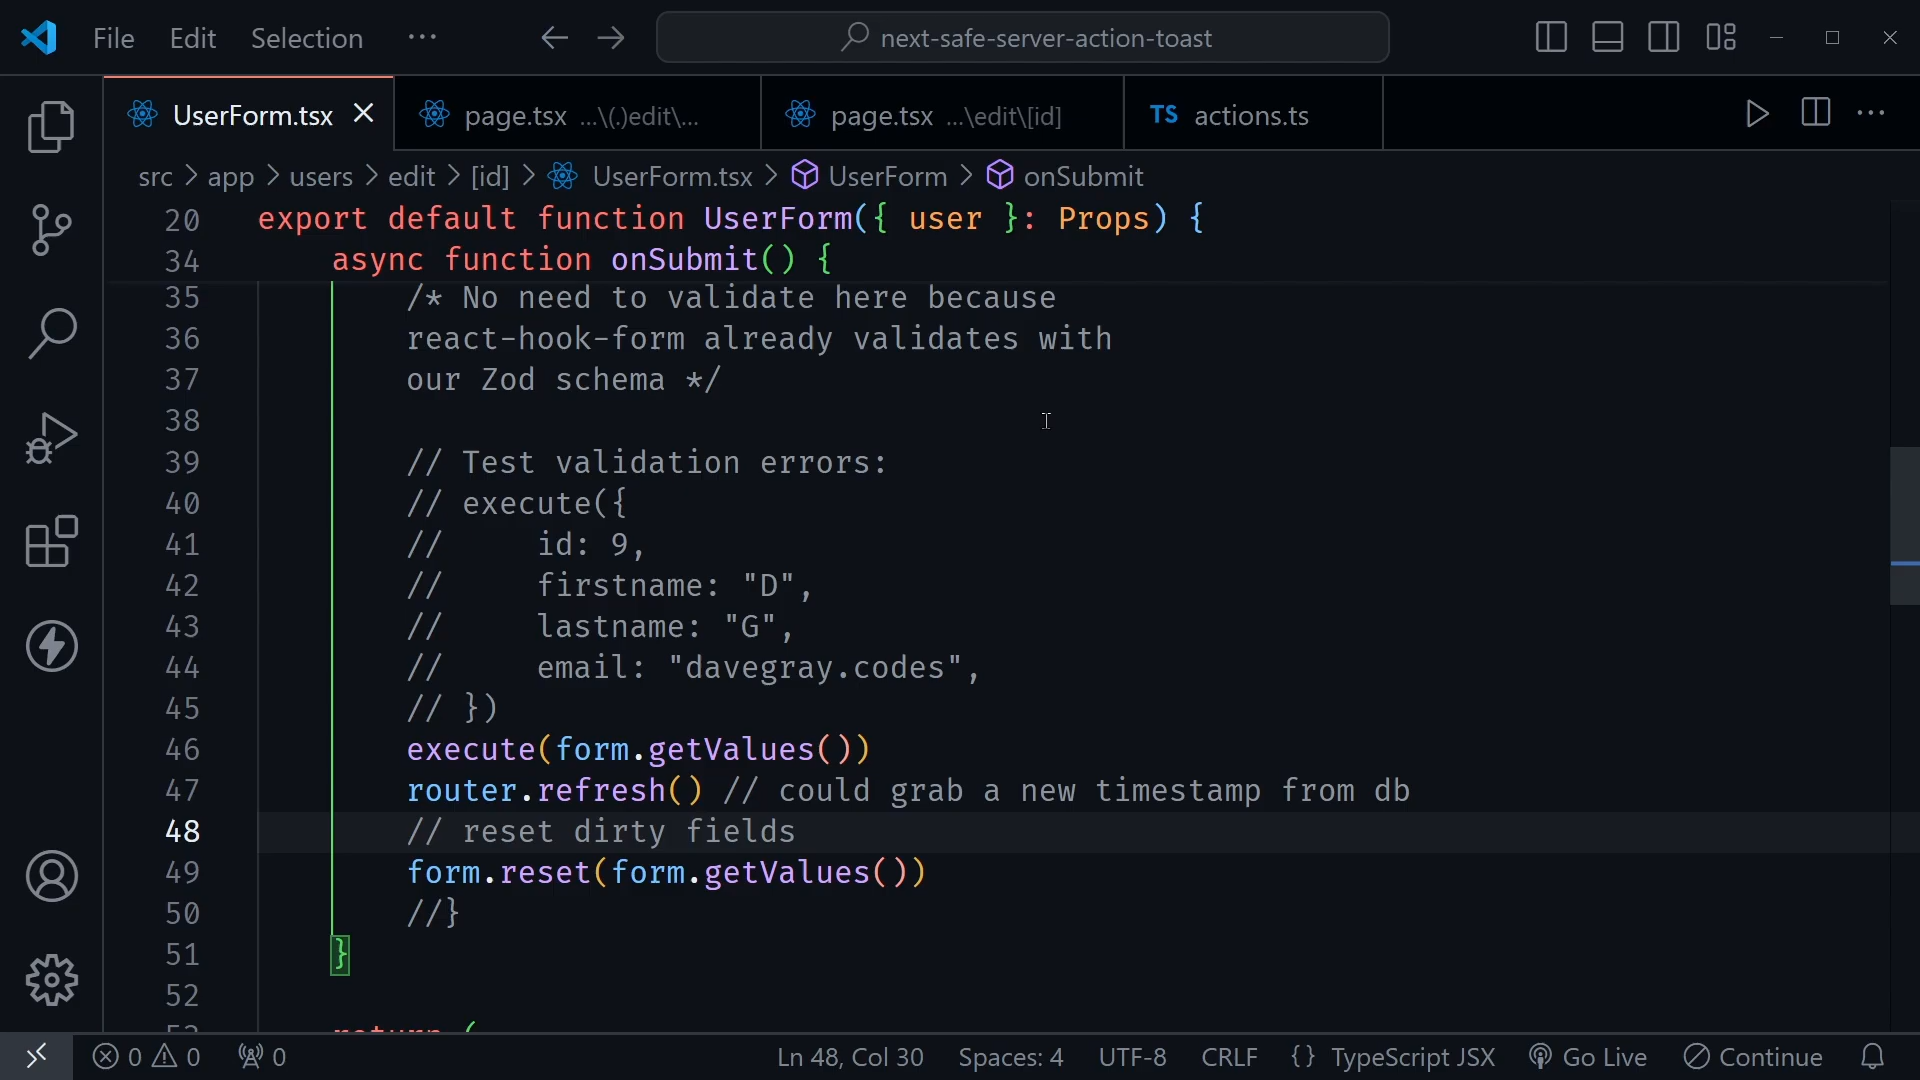 File Edit Selection ··· next-safe-server-action-toast
UserForm.tsx page.tsx ...\(.)edit\... page.tsx ...\edit\[id] TS actions.ts ···
src > app > users > edit > [id] > UserForm.tsx > UserForm > onSubmit
20 export default function UserForm({ user }: Props) {
34 async function onSubmit() {
35 /* No need to validate here because
36 react-hook-form already validates with
37 our Zod schema */
38
39 // Test validation errors:
40 // execute({
41 // id: 9,
42 // firstname: "D",
43 // lastname: "G",
44 // email: "davegray.codes",
45 // })
46 execute(form.getValues())
47 router.refresh() // could grab a new timestamp from db
48 // reset dirty fields
49 form.reset(form.getValues())
50 //}
51 }
52
53 return (
0 0 0 Ln 48, Col 30 Spaces: 4 UTF-8 CRLF {} TypeScript JSX Go Live Continue